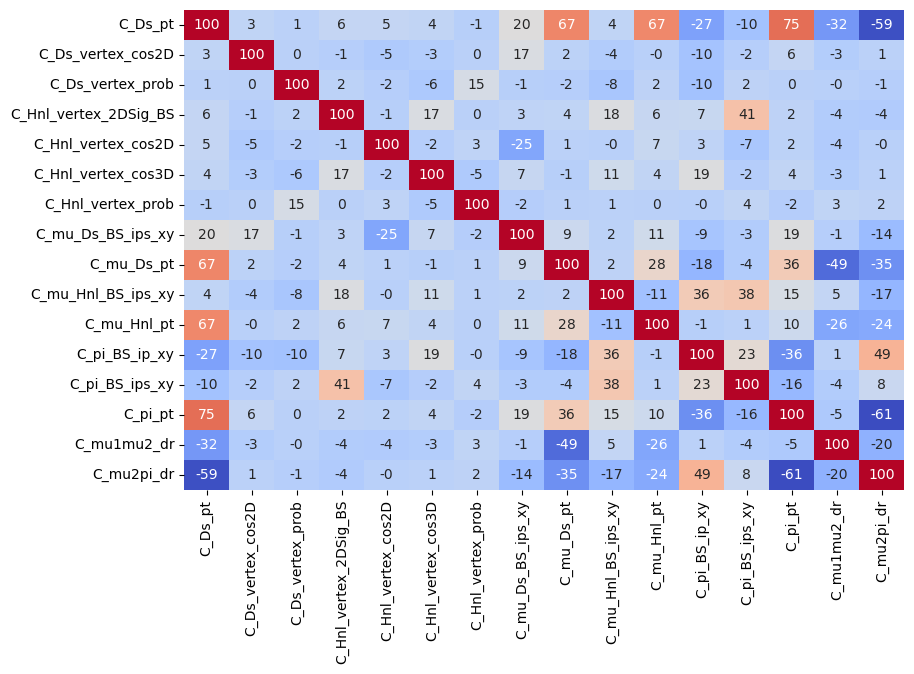 C_Ds_pt 100 3 1 6 5 4 -1 20 67 4 67 -27 -10 75 -32 -59
C_Ds_vertex_cos2D 3 100 0 -1 -5 -3 0 17 2 -4 -0 -10 -2 6 -3 1
C_Ds_vertex_prob 1 0 100 2 -2 -6 15 -1 -2 -8 2 -10 2 0 -0 -1
C_Hnl_vertex_2DSig_BS 6 -1 2 100 -1 17 0 3 4 18 6 7 41 2 -4 -4
C_Hnl_vertex_cos2D 5 -5 -2 -1 100 -2 3 -25 1 -0 7 3 -7 2 -4 -0
C_Hnl_vertex_cos3D 4 -3 -6 17 -2 100 -5 7 -1 11 4 19 -2 4 -3 1
C_Hnl_vertex_prob -1 0 15 0 3 -5 100 -2 1 1 0 -0 4 -2 3 2
C_mu_Ds_BS_ips_xy 20 17 -1 3 -25 7 -2 100 9 2 11 -9 -3 19 -1 -14
C_mu_Ds_pt 67 2 -2 4 1 -1 1 9 100 2 28 -18 -4 36 -49 -35
C_mu_Hnl_BS_ips_xy 4 -4 -8 18 -0 11 1 2 2 100 -11 36 38 15 5 -17
C_mu_Hnl_pt 67 -0 2 6 7 4 0 11 28 -11 100 -1 1 10 -26 -24
C_pi_BS_ip_xy -27 -10 -10 7 3 19 -0 -9 -18 36 -1 100 23 -36 1 49
C_pi_BS_ips_xy -10 -2 2 41 -7 -2 4 -3 -4 38 1 23 100 -16 -4 8
C_pi_pt 75 6 0 2 2 4 -2 19 36 15 10 -36 -16 100 -5 -61
C_mu1mu2_dr -32 -3 -0 -4 -4 -3 3 -1 -49 5 -26 1 -4 -5 100 -20
C_mu2pi_dr -59 1 -1 -4 -0 1 2 -14 -35 -17 -24 49 8 -61 -20 100
C_Ds_pt
C_Ds_vertex_cos2D
C_Ds_vertex_prob
C_Hnl_vertex_2DSig_BS
C_Hnl_vertex_cos2D
C_Hnl_vertex_cos3D
C_Hnl_vertex_prob
C_mu_Ds_BS_ips_xy
C_mu_Ds_pt
C_mu_Hnl_BS_ips_xy
C_mu_Hnl_pt
C_pi_BS_ip_xy
C_pi_BS_ips_xy
C_pi_pt
C_mu1mu2_dr
C_mu2pi_dr